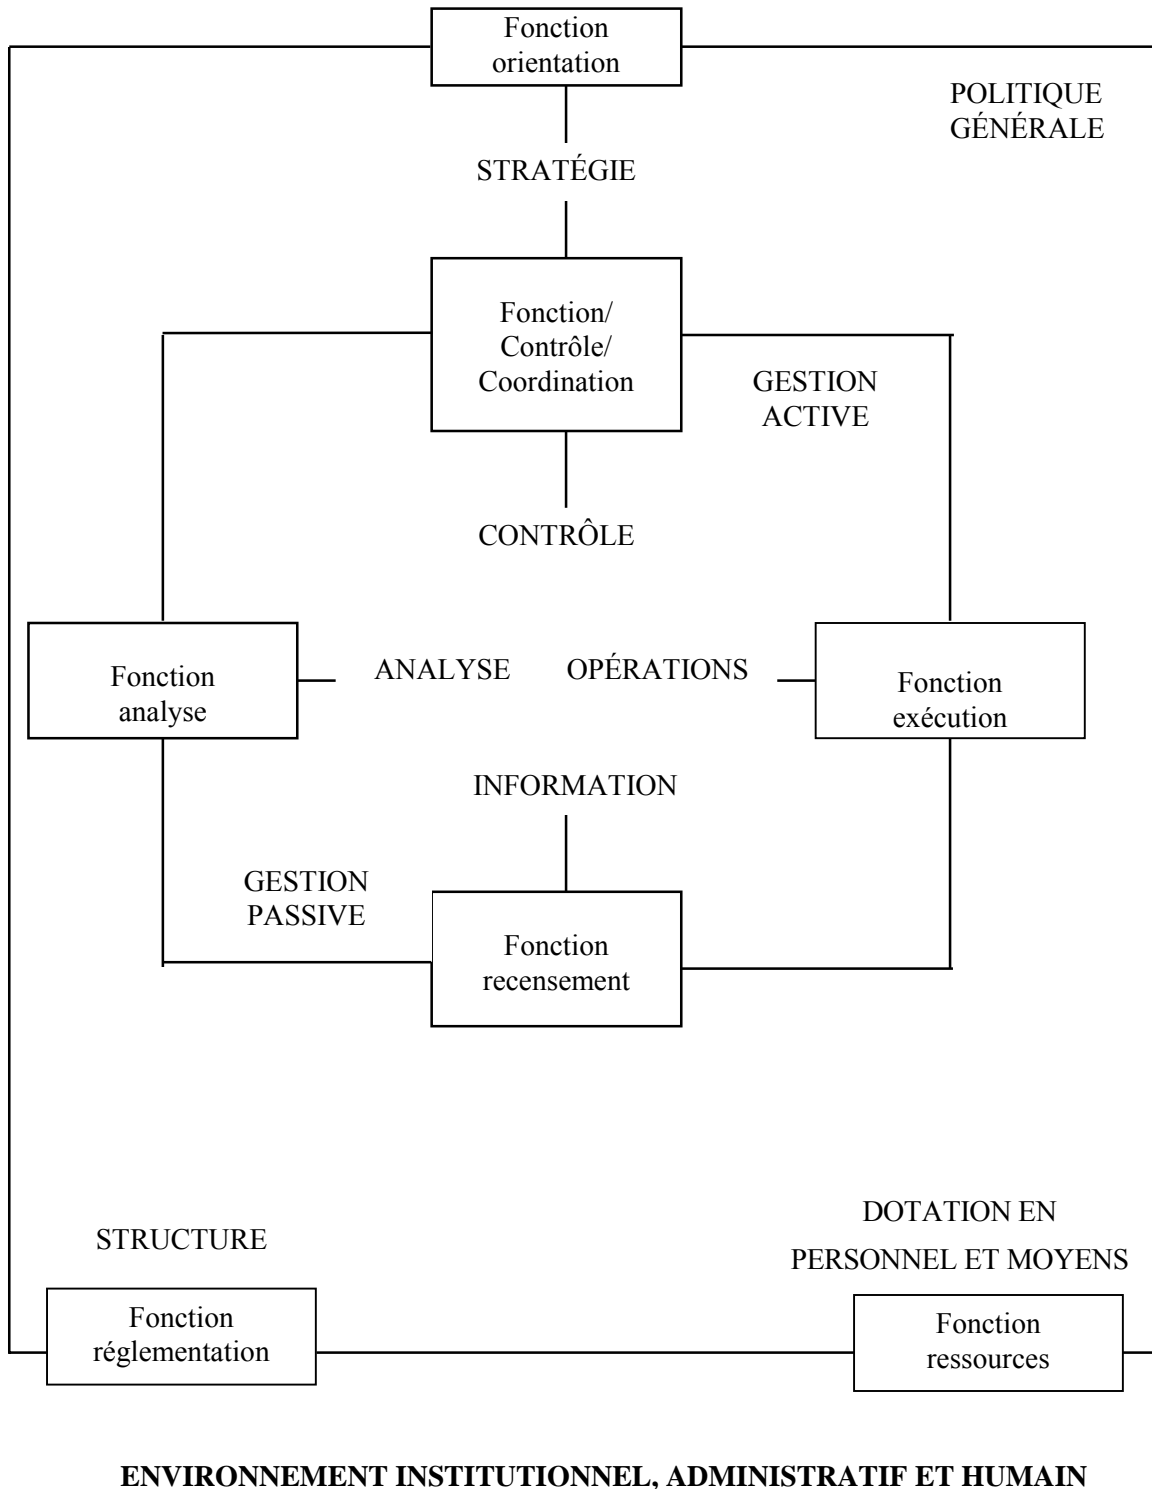 Fonction
orientation
POLITIQUE
GÉNÉRALE
STRATÉGIE
Fonction/
Contrôle/
Coordination
GESTION
ACTIVE
CONTRÔLE
Fonction
analyse
ANALYSE
OPÉRATIONS
Fonction
exécution
INFORMATION
GESTION
PASSIVE
Fonction
recensement
STRUCTURE
DOTATION EN
PERSONNEL ET MOYENS
Fonction
réglementation
Fonction
ressources
ENVIRONNEMENT INSTITUTIONNEL, ADMINISTRATIF ET HUMAIN